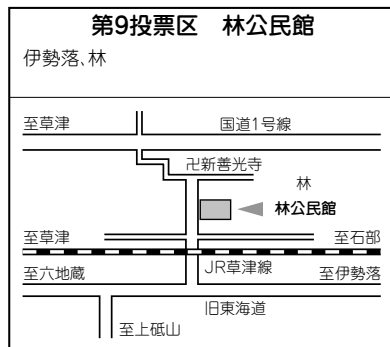 第9投票区　林公民館
伊勢落、林
至草津
国道1号線
卍新善光寺
林
林公民館
至草津
至石部
JR草津線
至六地蔵
至伊勢落
旧東海道
至上砥山